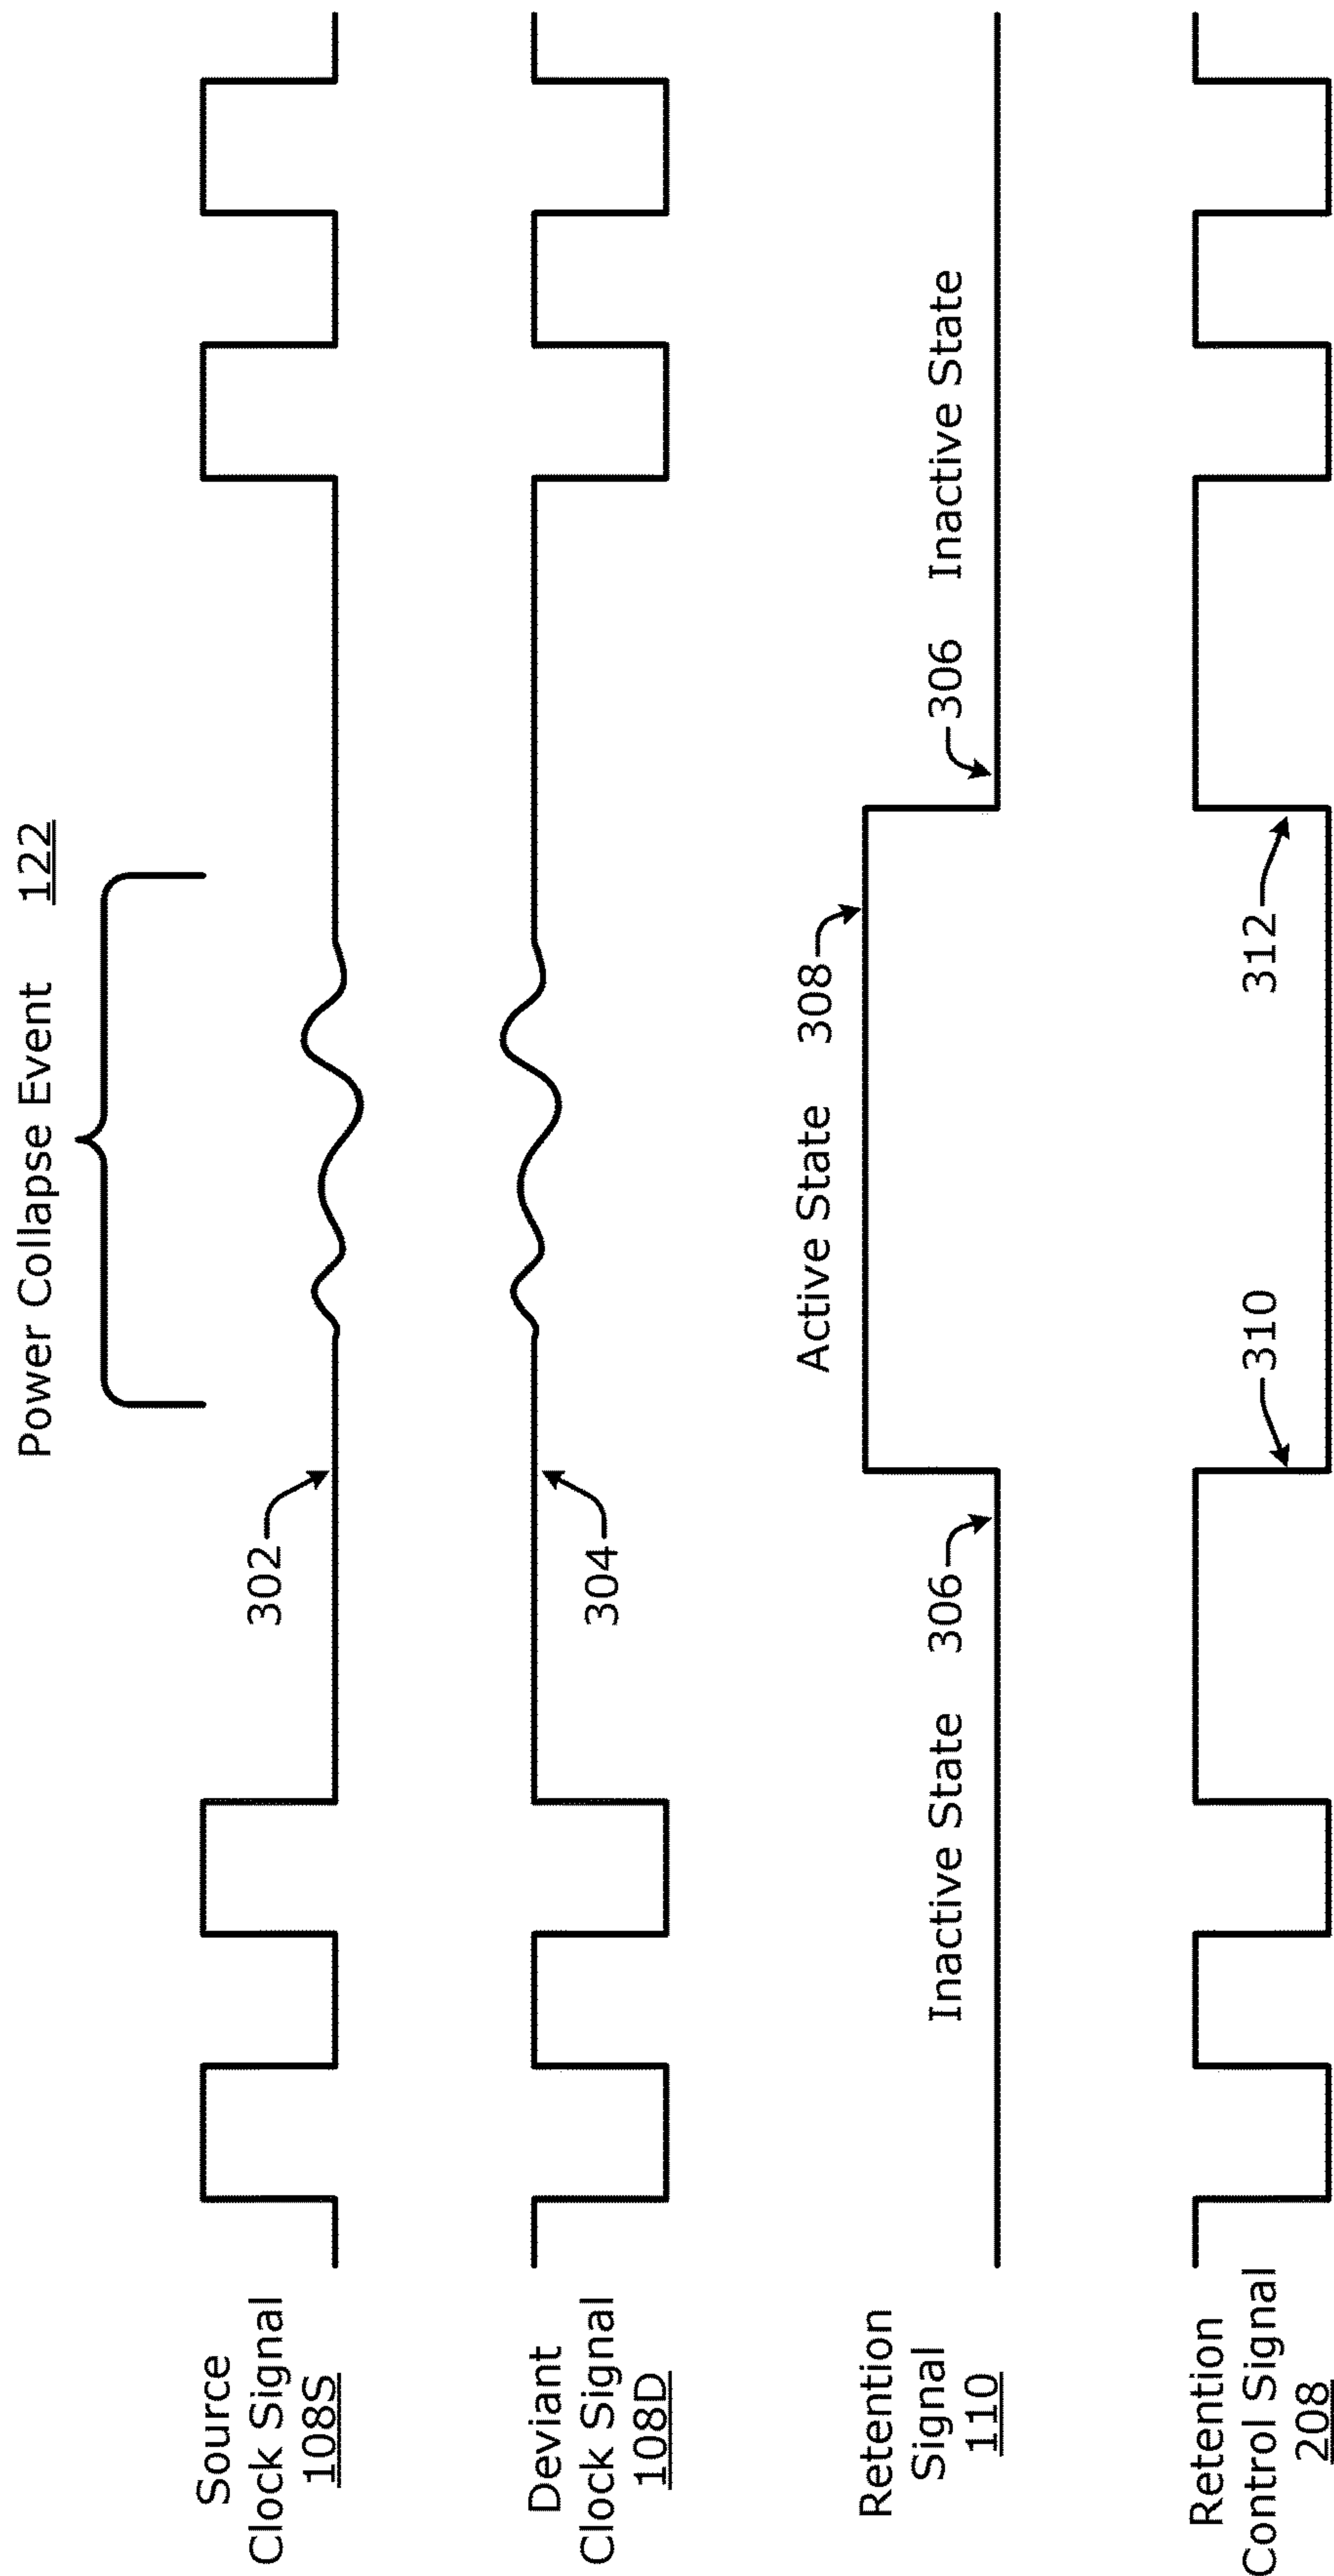 Power Collapse Event 122
Source
Clock Signal
108S
302
Deviant
Clock Signal
108D
304
Active State 308
Retention
Signal
110
Inactive State 306
306 Inactive State
Retention
Control Signal
208
310
312